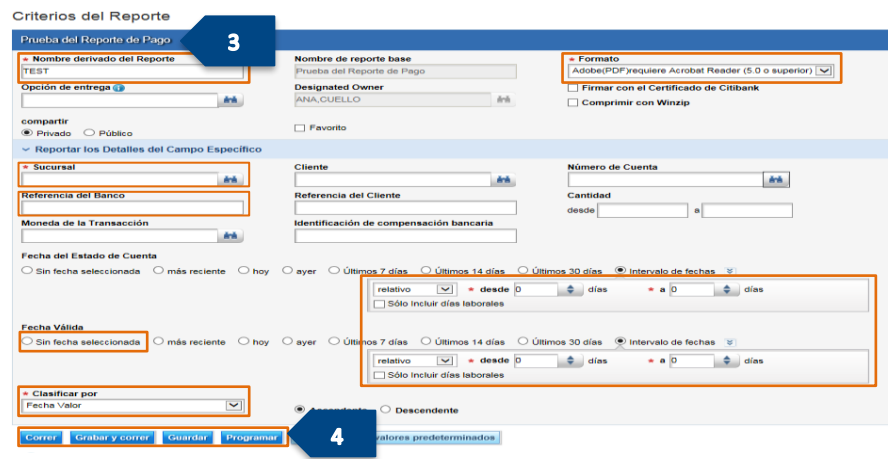 Criterios del Reporte
Prueba del Reporte de Pago
3
* Nombre derivado del Reporte Nombre de reporte base * Formato
TEST Prueba del Reporte de Pago Adobe(PDF)requiere Acrobat Reader (5.0 o superior)
Opción de entrega Designated Owner Firmar con el Certificado de Citibank
ANA,CUELLO Comprimir con Winzip
compartir
Privado Público Favorito
Reportar los Detalles del Campo Específico
* Sucursal Cliente Número de Cuenta
Referencia del Banco Referencia del Cliente Cantidad
desde a
Moneda de la Transacción Identificación de compensación bancaria
Fecha del Estado de Cuenta
Sin fecha seleccionada más reciente hoy ayer Últimos 7 días Últimos 14 días Últimos 30 días Intervalo de fechas
relativo * desde 0 días * a 0 días
Sólo Incluir días laborales
Fecha Válida
Sin fecha seleccionada más reciente hoy ayer Últimos 7 días Últimos 14 días Últimos 30 días Intervalo de fechas
relativo * desde 0 días * a 0 días
Sólo Incluir días laborales
* Clasificar por
Fecha Valor Ascendente Descendente
Correr Grabar y correr Guardar Programar 4 valores predeterminados